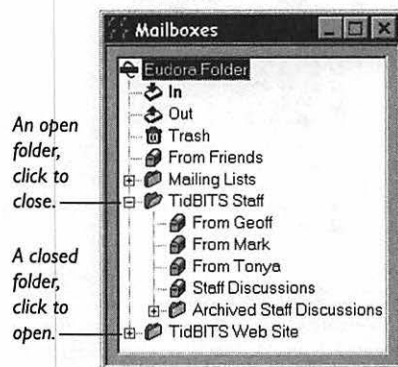 Mailboxes
Eudora Folder
In
Out
Trash
From Friends
Mailing Lists
TidBITS Staff
From Geoff
From Mark
From Tonya
Staff Discussions
Archived Staff Discussions
TidBITS Web Site
An open
folder,
click to
close.
A closed
folder,
click to
open.